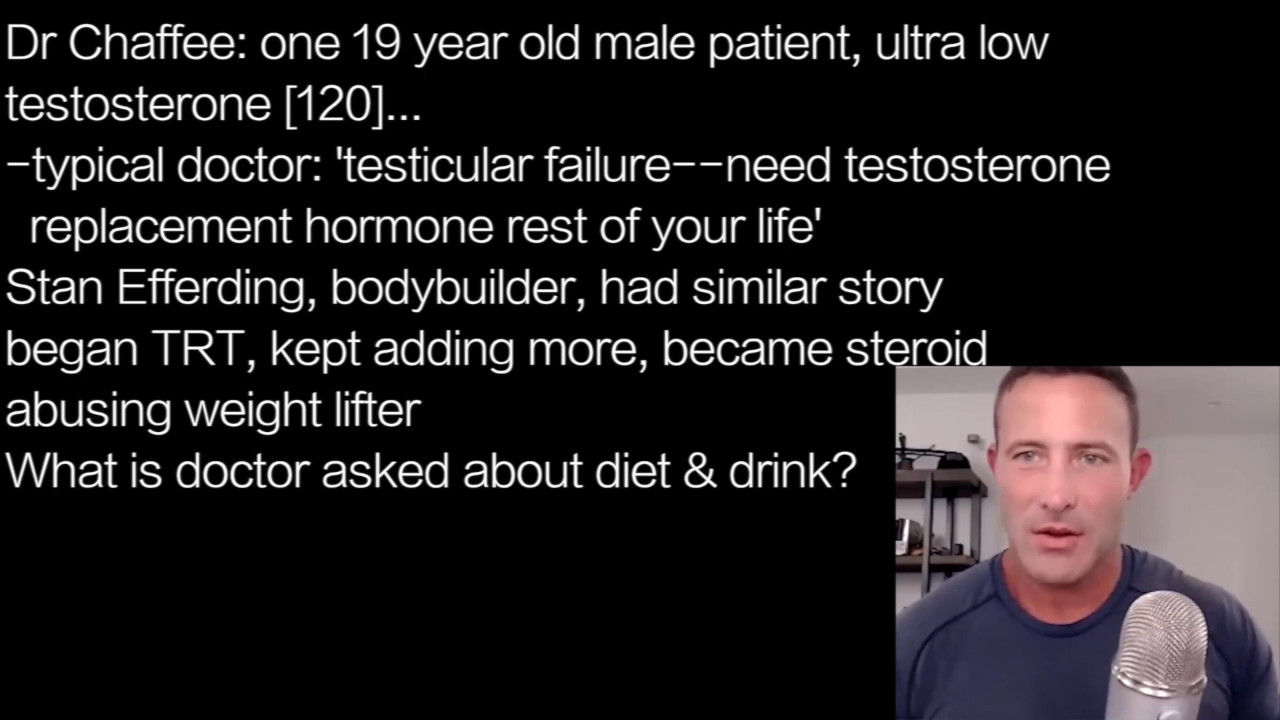 Dr Chaffee: one 19 year old male patient, ultra low
testosterone [120]...
-typical doctor: 'testicular failure--need testosterone
replacement hormone rest of your life'
Stan Efferding, bodybuilder, had similar story
began TRT, kept adding more, became steroid
abusing weight lifter
What is doctor asked about diet & drink?